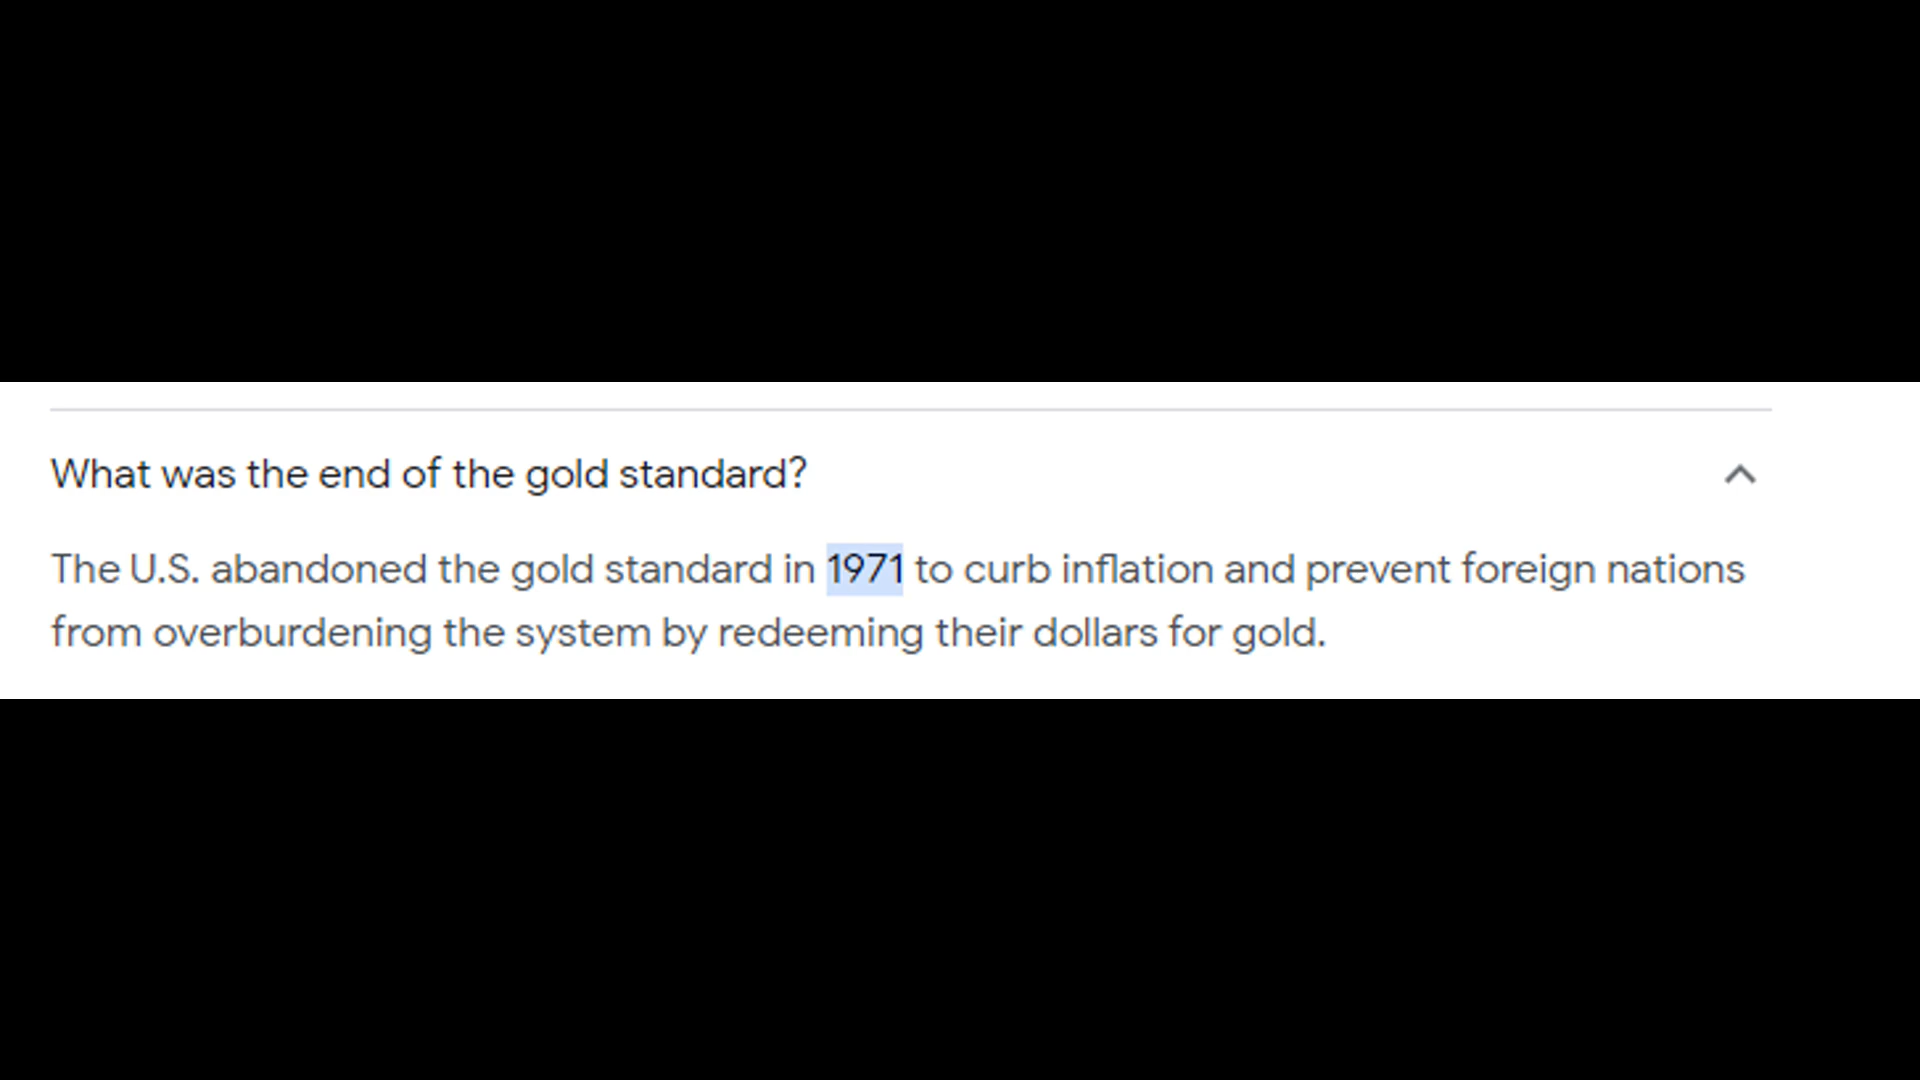 What was the end of the gold standard?
The U.S. abandoned the gold standard in 1971 to curb inflation and prevent foreign nations
from overburdening the system by redeeming their dollars for gold.